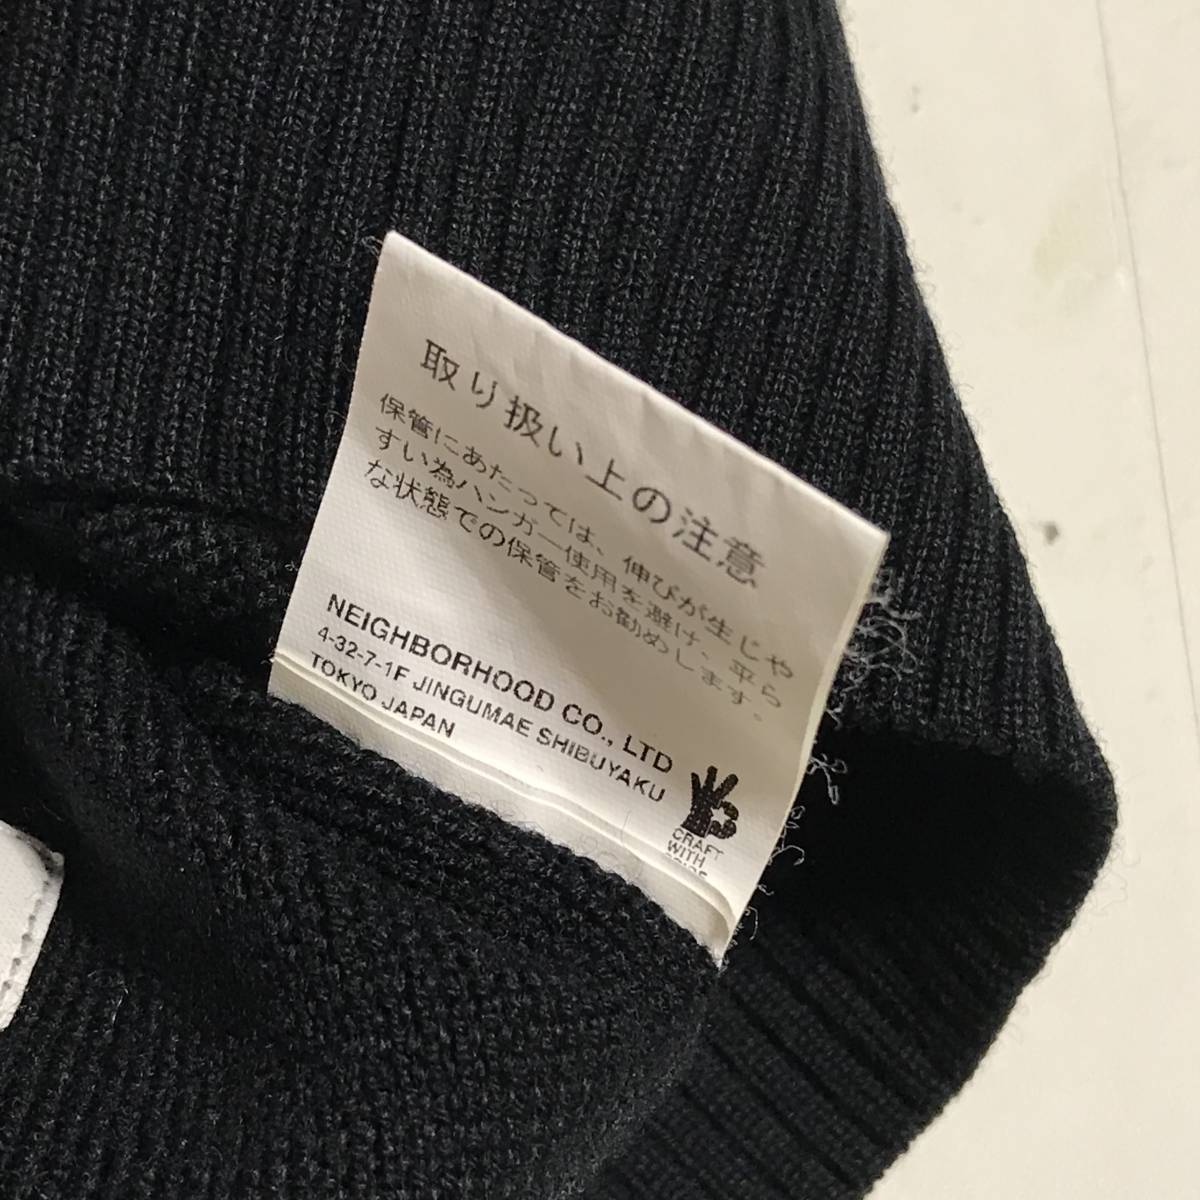 取り扱い上の注意
保管にあたっては、伸びが生じや
すい為ハンガー使用を避け、平ら
な状態での保管をお勧めします。
NEIGHBORHOOD CO., LTD
4-32-7-1F JINGUMAE SHIBUYAKU
TOKYO JAPAN
CRAFT
WITH